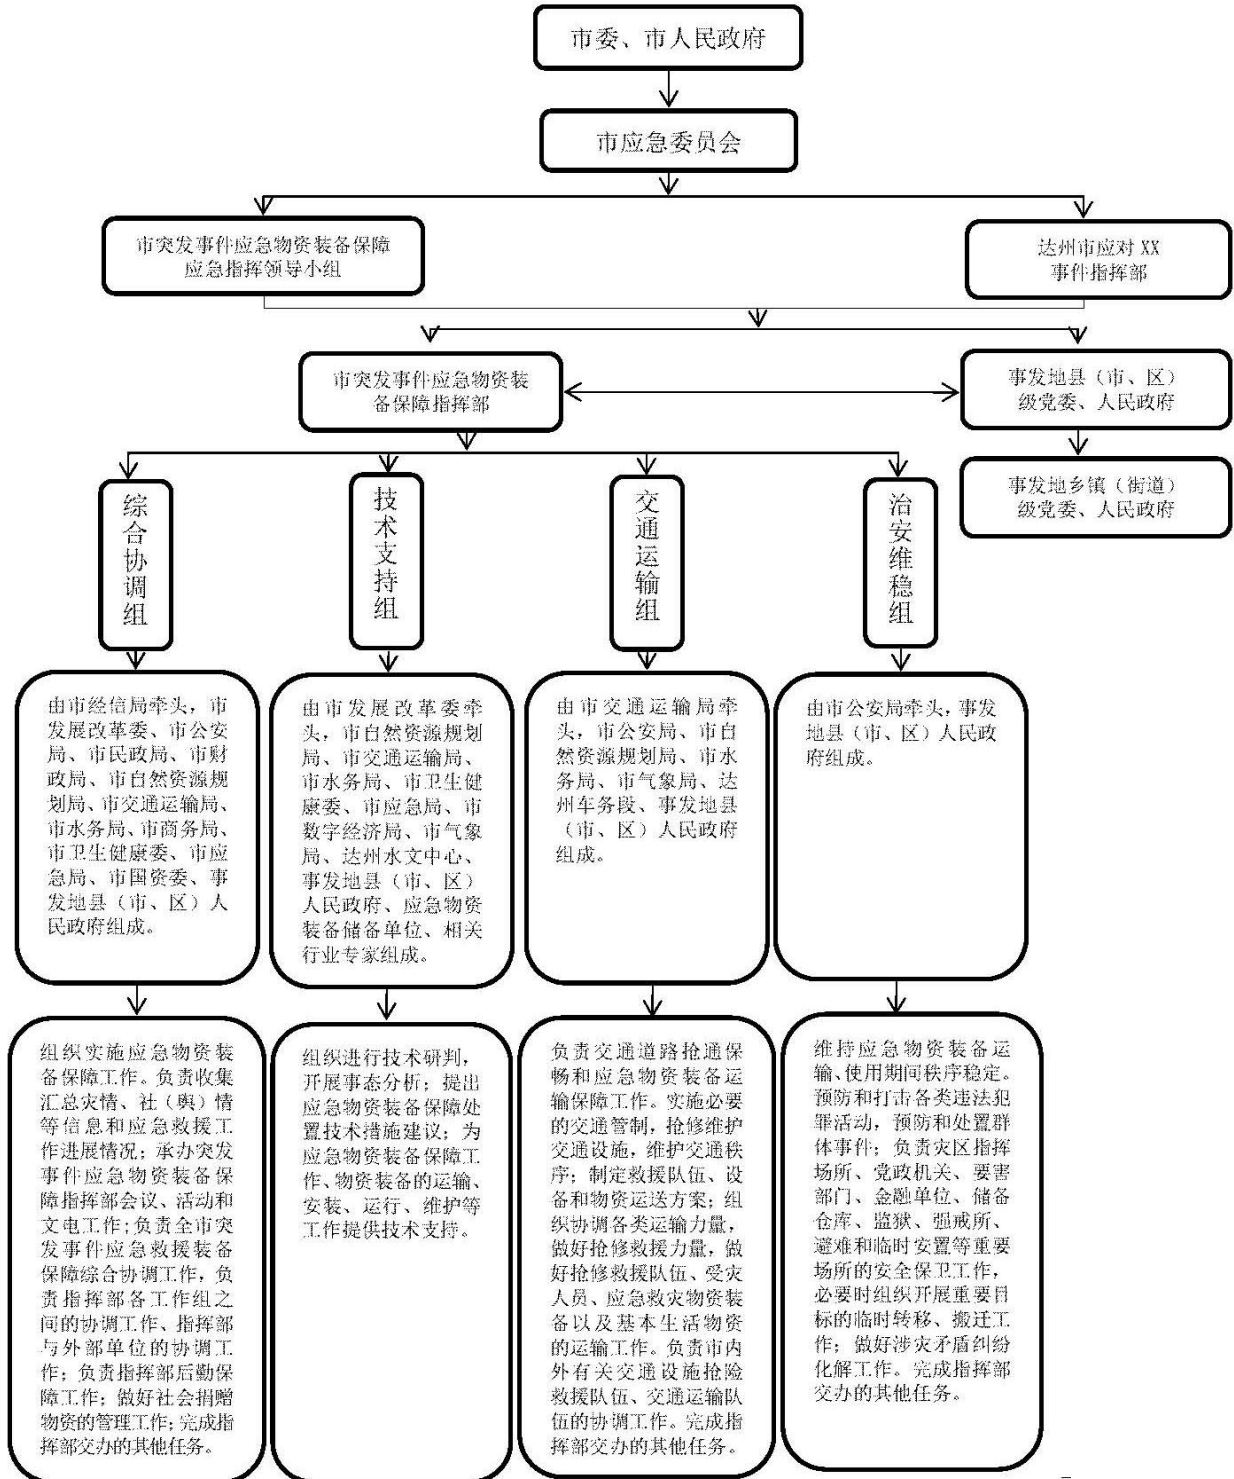 市委、市人民政府
市应急委员会
市突发事件应急物资装备保障
应急指挥领导小组
达州市应对 XX
事件指挥部
市突发事件应急物资装
备保障指挥部
事发地县（市、区）
级党委、人民政府
事发地乡镇（街道）
级党委、人民政府
综合协调组
技术支持组
交通运输组
治安维稳组
由市经信局牵头，市
发展改革委、市公安
局、市民政局、市财
政局、市自然资源规
划局、市交通运输局、
市水务局、市商务局、
市卫生健康委、市应
急局、市国资委、事
发地县（市、区）人
民政府组成。
由市发展改革委牵
头，市自然资源规划
局、市交通运输局、
市水务局、市卫生健
康委、市应急局、市
数字经济局、市气象
局、达州水文中心、
事发地县（市、区）
人民政府、应急物资
装备储备单位、相关
行业专家组成。
由市交通运输局牵
头，市公安局、市自
然资源规划局、市水
务局、市气象局、达
州车务段、事发地县
（市、区）人民政府
组成。
由市公安局牵头，事发
地县（市、区）人民政
府组成。
组织实施应急物资装
备保障工作。负责收集
汇总灾情、社（舆）情
等信息和应急救援工
作进展情况；承办突发
事件应急物资装备保
障指挥部会议、活动和
文电工作；负责全市突
发事件应急救援装备
保障综合协调工作，负
责指挥部各工作组之
间的协调工作、指挥部
与外部单位的协调工
作；负责指挥部后勤保
障工作；做好社会捐赠
物资的管理工作；完成指
挥部交办的其他任务。
组织进行技术研判，
开展事态分析；提出
应急物资装备保障处
置技术措施建议；为
应急物资装备保障工
作、物资装备的运输、
安装、运行、维护等
工作提供技术支持。
负责交通道路抢通保
畅和应急物资装备运
输保障工作。实施必要
的交通管制，抢修维护
交通设施，维护交通秩
序；制定救援队伍、设
备和物资运送方案；组
织协调各类运输力量，
做好抢修救援力量，做
好抢修救援队伍、受灾
人员、应急救灾物资装
备以及基本生活物资
的运输工作。负责市内
外有关交通设施抢险
救援队伍、交通运输队
伍的协调工作。完成指
挥部交办的其他任务。
维持应急物资装备运
输、使用期间秩序稳定。
预防和打击各类违法犯
罪活动，预防和处置群
体事件；负责灾区指挥
场所、党政机关、要害
部门、金融单位、储备
仓库、监狱、强戒所、
避难和临时安置等重要
场所的安全保卫工作，
必要时组织开展重要目
标的临时转移、搬迁工
作；做好涉灾矛盾纠纷
化解工作。完成指挥部
交办的其他任务。